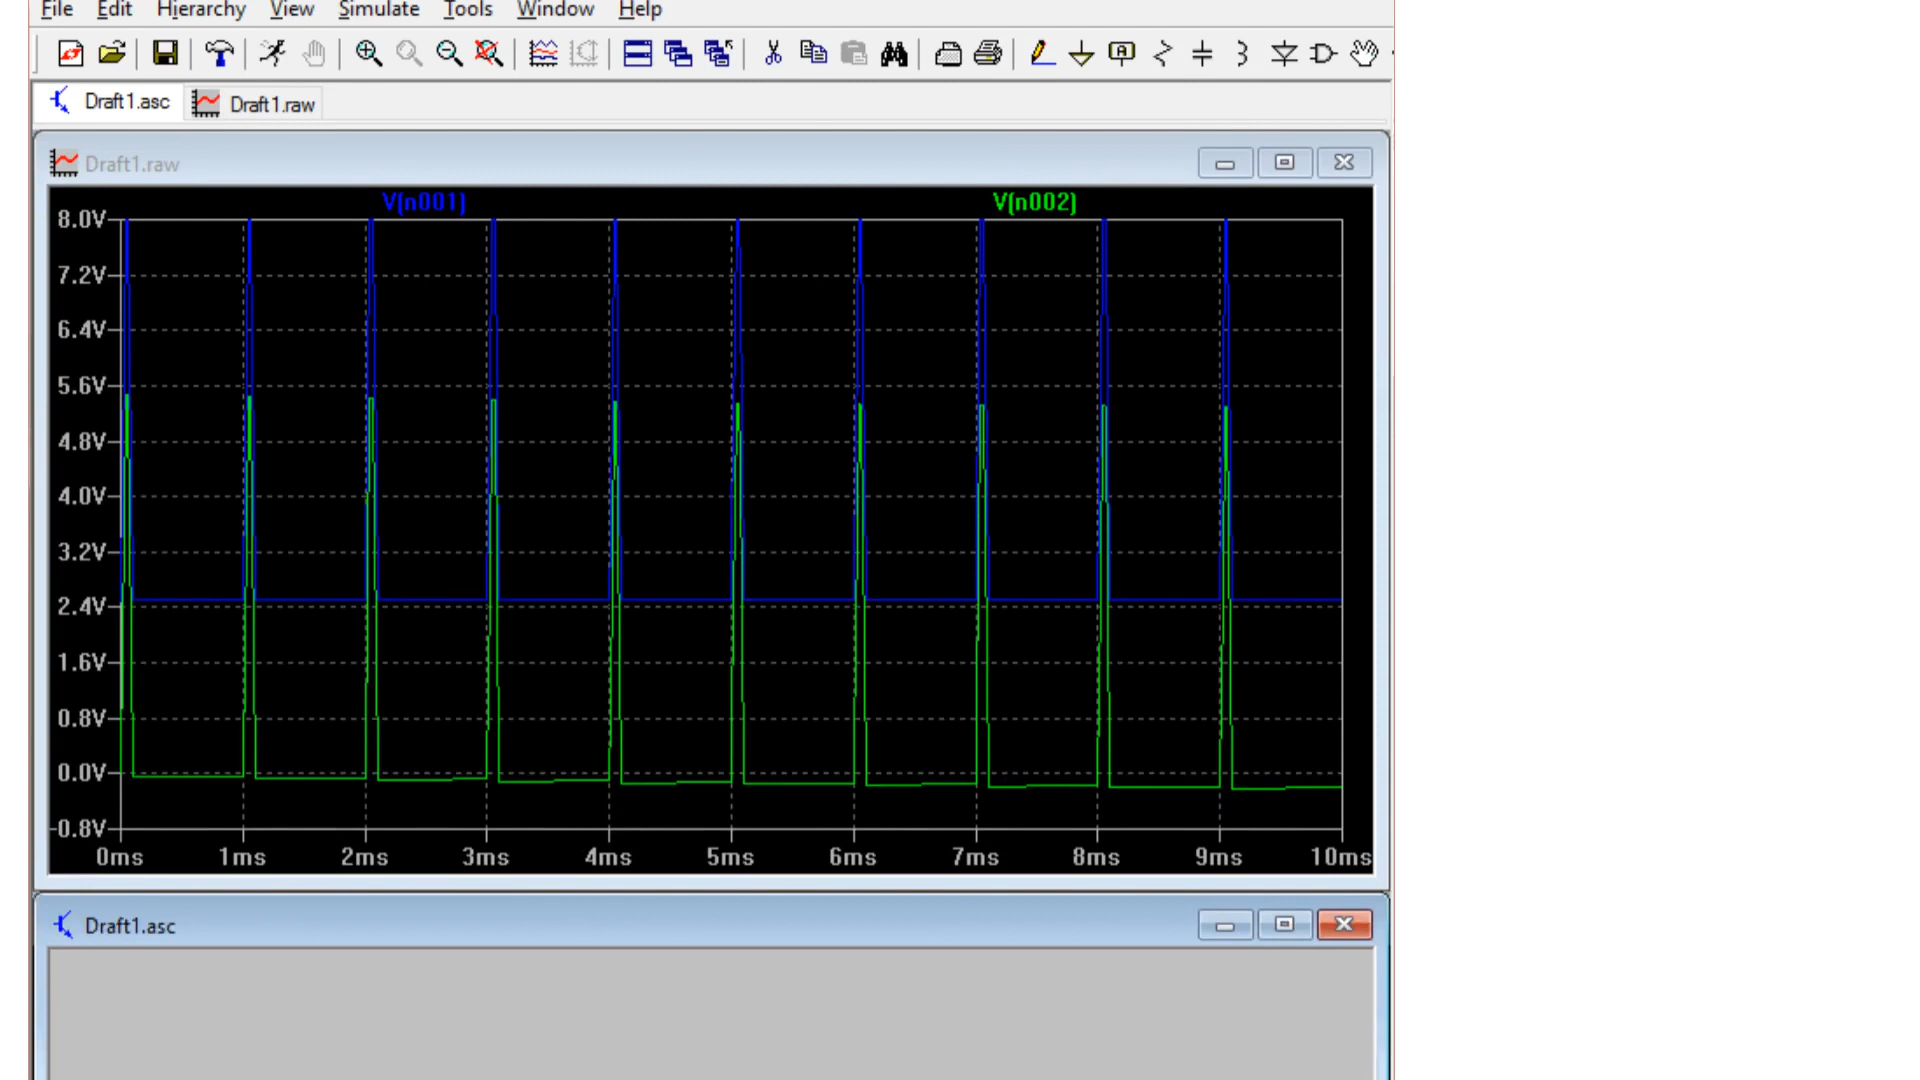 File Edit Hierarchy View Simulate Tools Window Help
Draft1.asc Draft1.raw
Draft1.raw
V(n001) V(n002)
8.0V
7.2V
6.4V
5.6V
4.8V
4.0V
3.2V
2.4V
1.6V
0.8V
0.0V
-0.8V
0ms 1ms 2ms 3ms 4ms 5ms 6ms 7ms 8ms 9ms 10ms
Draft1.asc